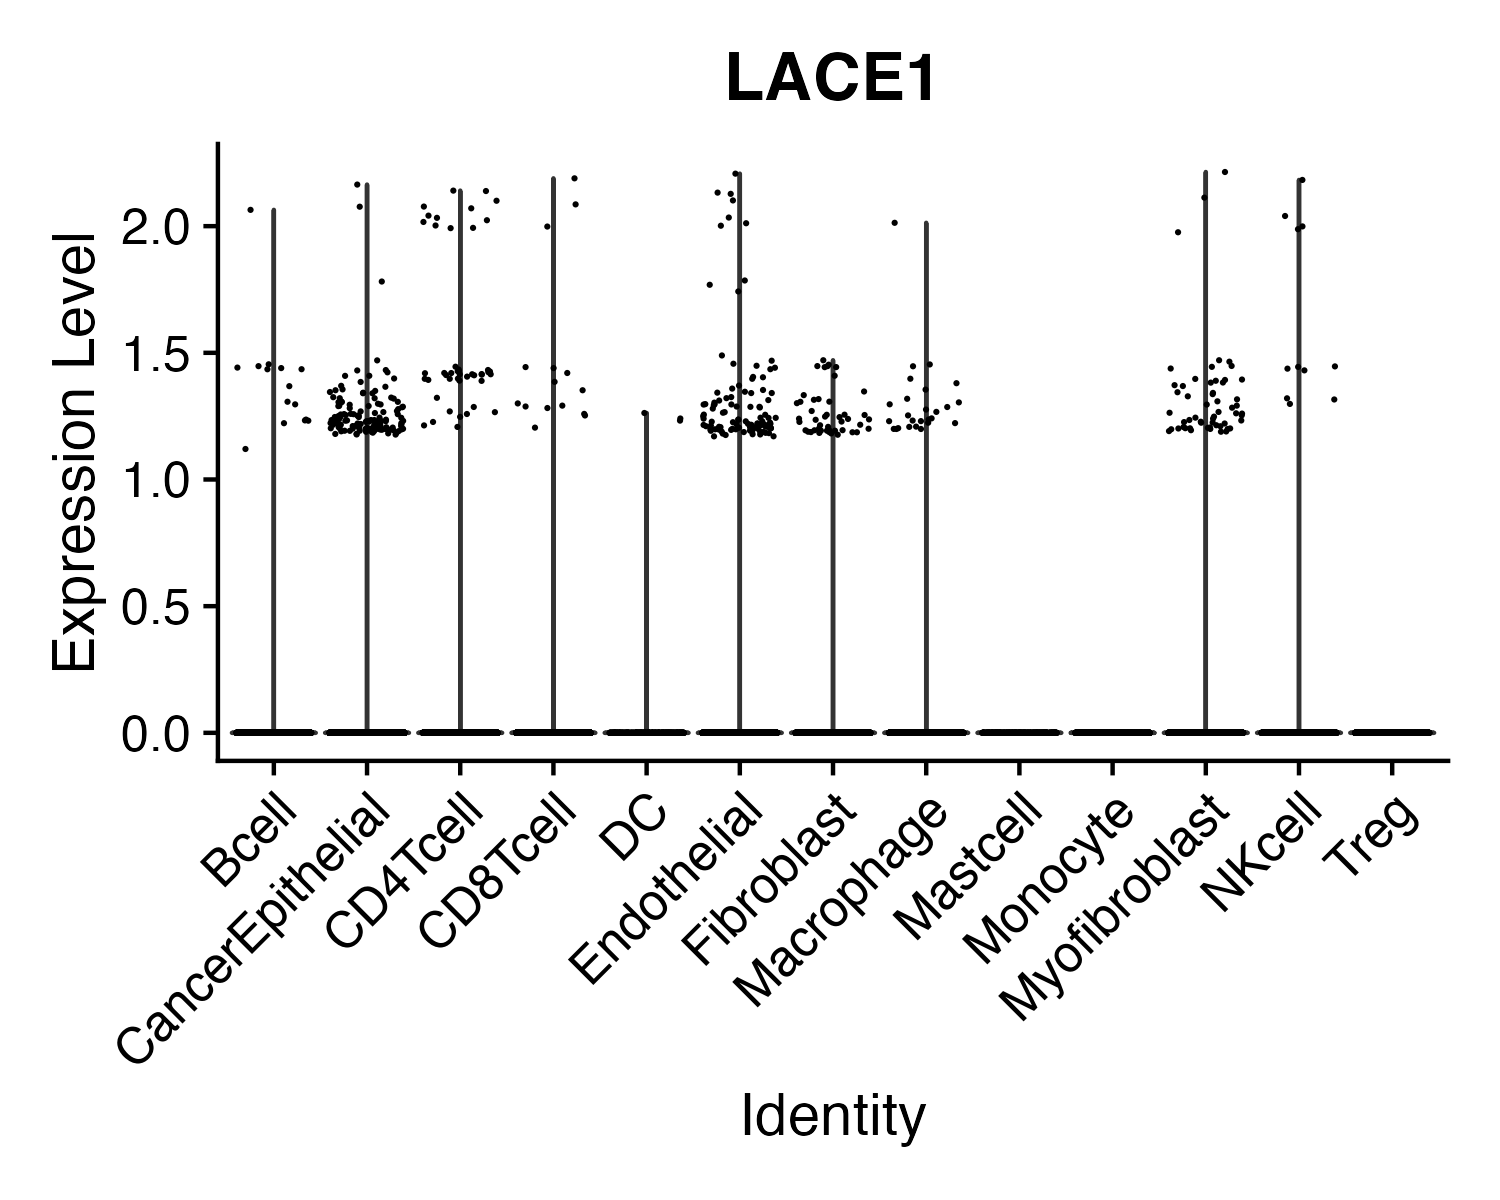 LACE1
Expression Level
2.0
1.5
1.0
0.5
0.0
Bcell
CancerEpithelial
CD4Tcell
CD8Tcell
DC
Endothelial
Fibroblast
Macrophage
Mastcell
Monocyte
Myofibroblast
NKcell
Treg
Identity